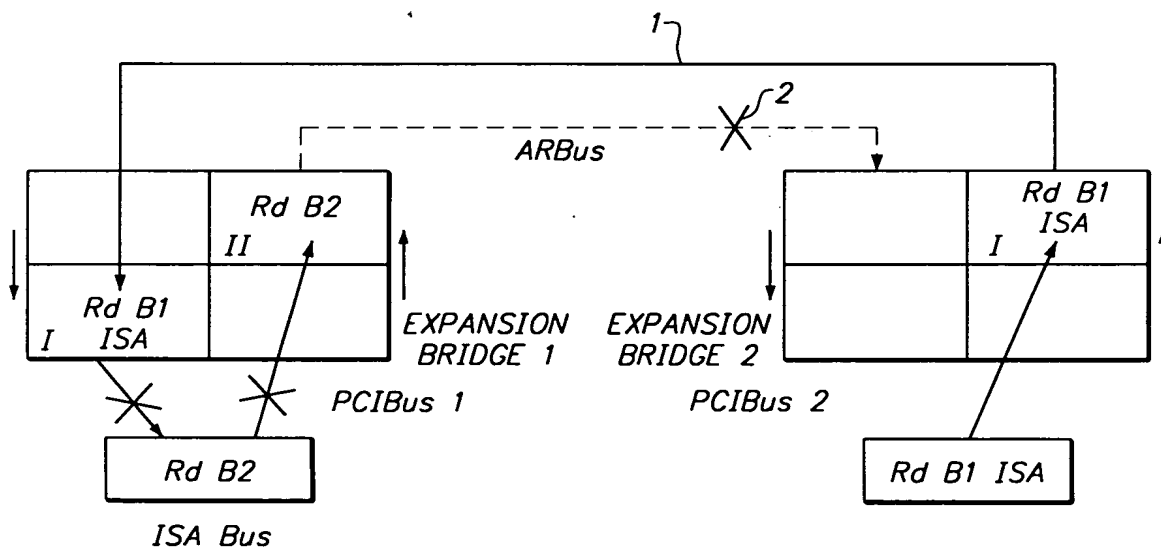 1
2
ARBus
Rd B2
II
Rd B1
ISA
I
Rd B1
ISA
I
EXPANSION
BRIDGE 1
EXPANSION
BRIDGE 2
PCIBus 1
PCIBus 2
Rd B2
Rd B1 ISA
ISA Bus